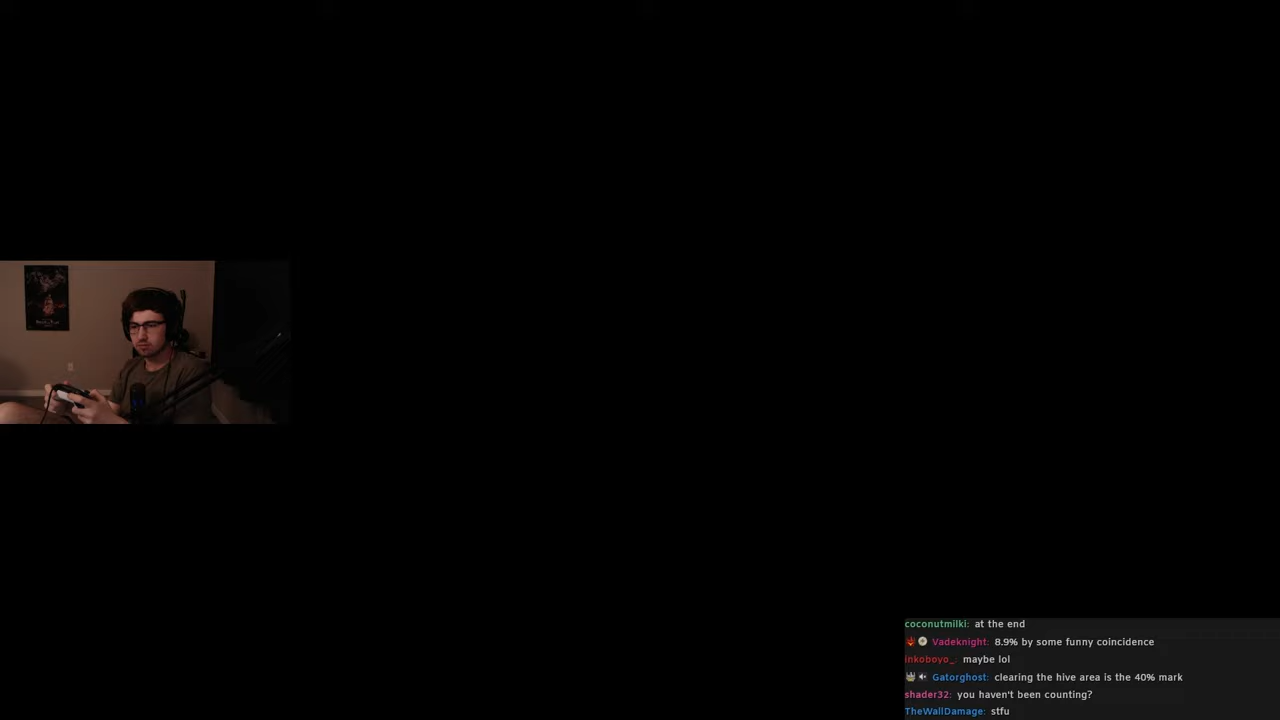 coconutmilki: at the end
Vadeknight: 8.9% by some funny coincidence
inkoboyo_: maybe lol
Gatorghost: clearing the hive area is the 40% mark
shader32: you haven't been counting?
TheWallDamage: stfu